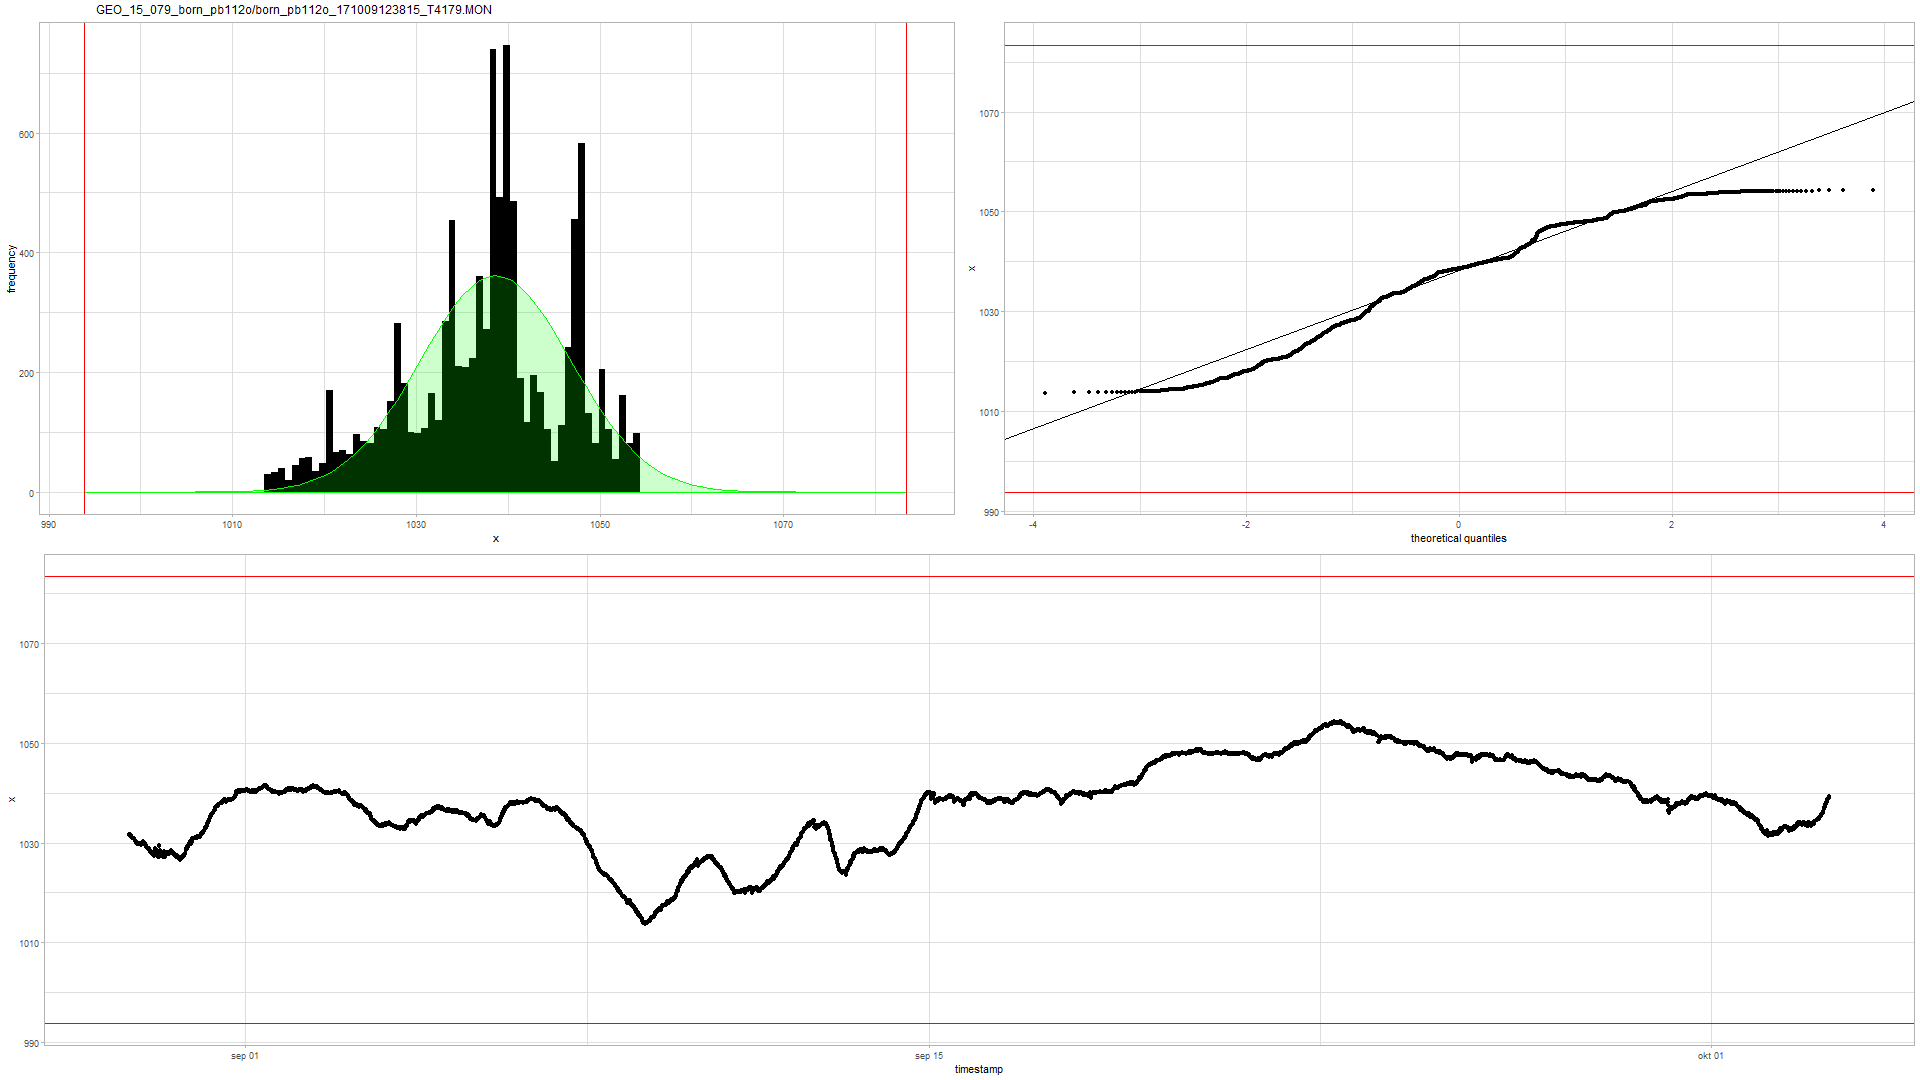 GEO_15_079_born_pb112o/born_pb112o_171009123815_T4179.MON
frequency
600
400
200
0
990
1010
1030
1050
1070
x
x
1070
1050
1030
1010
990
-4
-2
0
2
4
theoretical quantiles
x
1070
1050
1030
1010
990
sep 01
sep 15
okt 01
timestamp